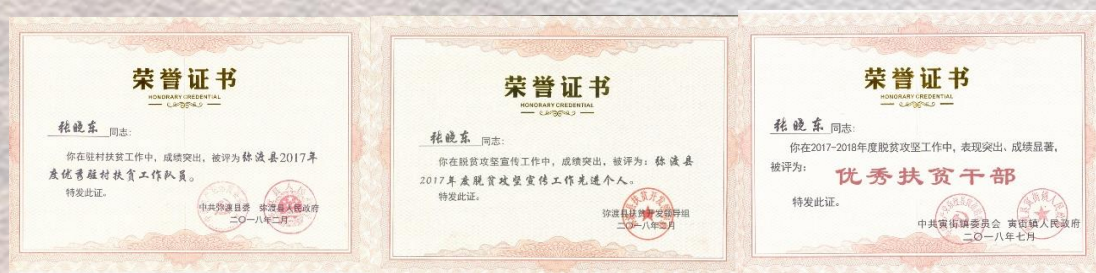 荣誉证书
HONORARY CREDENTIAL
张晓东 同志:
你在驻村扶贫工作中，成绩突出，被评为弥渡县2017年
度优秀驻村扶贫工作队员。
特发此证。
中共弥渡县委 弥渡县人民政府
二〇一八年二月
荣誉证书
HONORARY CREDENTIAL
张晓东 同志:
你在脱贫攻坚宣传工作中，成绩突出，被评为: 弥渡县
2017年度脱贫攻坚宣传工作先进个人。
特发此证。
弥渡县扶贫开发领导组
荣誉证书
HONORARY CREDENTIAL
张晓东 同志:
你在2017-2018年度脱贫攻坚工作中，表现突出、成绩显著，
被评为: 优秀扶贫干部
特发此证。
中共寅街镇委员会 寅街镇人民政府
二〇一八年七月